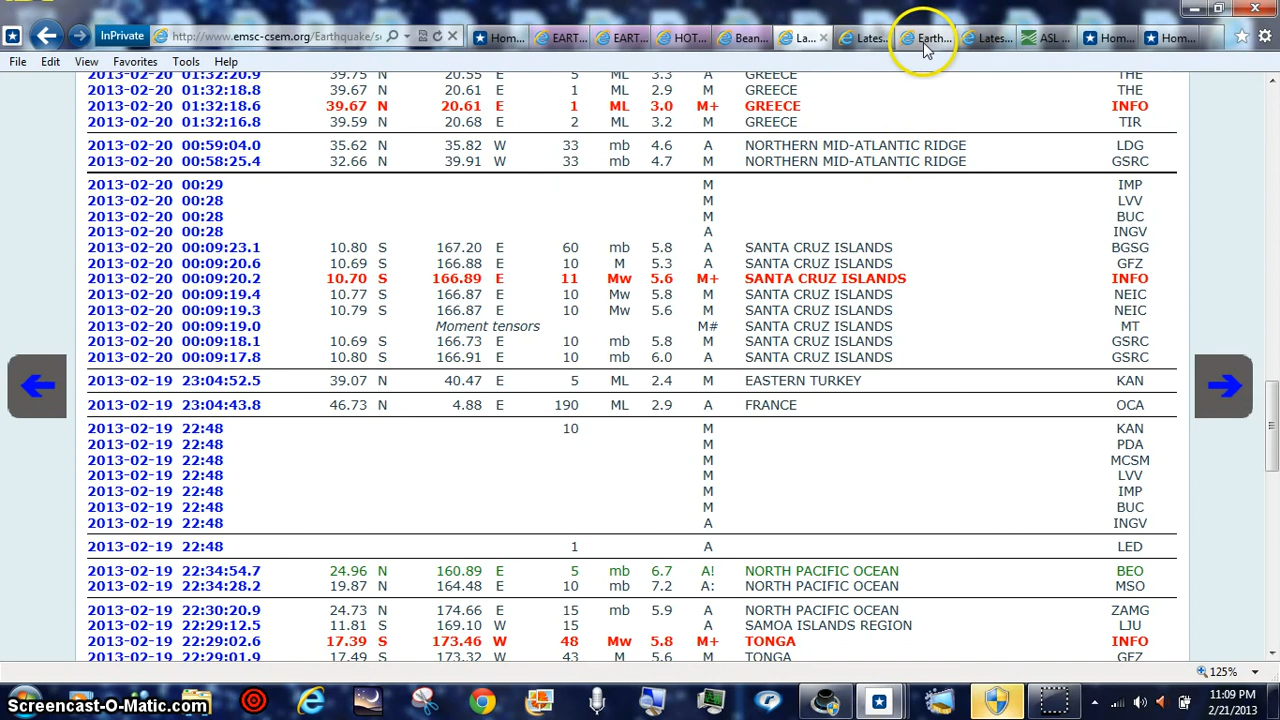 InPrivate http://www.emsc-csem.org/Earthquake/se Hom... EART EART HOT... Bean... La... Lates Earth... Lates... ASL ... Hom... Hom...
File Edit View Favorites Tools Help
2013-02-20 01:32:20.9 39.75 N 20.55 E 5 ML 3.3 A GREECE THE
2013-02-20 01:32:18.8 39.67 N 20.60 E 1 ML 2.9 M GREECE THE
2013-02-20 01:32:18.6 39.67 N 20.61 E 1 ML 3.0 M+ GREECE INFO
2013-02-20 01:32:16.8 39.59 N 20.68 E 2 ML 3.2 M GREECE TIR
2013-02-20 00:59:04.0 35.62 N 35.82 W 33 mb 4.6 A NORTHERN MID-ATLANTIC RIDGE LDG
2013-02-20 00:58:25.4 32.66 N 39.91 W 33 mb 4.7 M NORTHERN MID-ATLANTIC RIDGE GSRC
2013-02-20 00:29 M IMP
2013-02-20 00:28 M LVV
2013-02-20 00:28 M BUC
2013-02-20 00:28 A INGV
2013-02-20 00:09:23.1 10.80 S 167.20 E 60 mb 5.8 A SANTA CRUZ ISLANDS BGSG
2013-02-20 00:09:20.6 10.69 S 166.88 E 10 M 5.3 A SANTA CRUZ ISLANDS GFZ
2013-02-20 00:09:20.2 10.70 S 166.89 E 11 Mw 5.6 M+ SANTA CRUZ ISLANDS INFO
2013-02-20 00:09:19.4 10.77 S 166.87 E 10 Mw 5.8 M SANTA CRUZ ISLANDS NEIC
2013-02-20 00:09:19.3 10.79 S 166.87 E 10 Mw 5.6 M SANTA CRUZ ISLANDS NEIC
2013-02-20 00:09:19.0 Moment tensors M# SANTA CRUZ ISLANDS MT
2013-02-20 00:09:18.1 10.69 S 166.73 E 10 mb 5.8 M SANTA CRUZ ISLANDS GSRC
2013-02-20 00:09:17.8 10.80 S 166.91 E 10 mb 6.0 A SANTA CRUZ ISLANDS GSRC
2013-02-19 23:04:52.5 39.07 N 40.47 E 5 ML 2.4 M EASTERN TURKEY KAN
2013-02-19 23:04:43.8 46.73 N 4.88 E 190 ML 2.9 A FRANCE OCA
2013-02-19 22:48 10 M KAN
2013-02-19 22:48 M PDA
2013-02-19 22:48 M MCSM
2013-02-19 22:48 M LVV
2013-02-19 22:48 M IMP
2013-02-19 22:48 M BUC
2013-02-19 22:48 A INGV
2013-02-19 22:48 1 A LED
2013-02-19 22:34:54.7 24.96 N 160.89 E 5 mb 6.7 A! NORTH PACIFIC OCEAN BEO
2013-02-19 22:34:28.2 19.87 N 164.48 E 10 mb 7.2 A: NORTH PACIFIC OCEAN MSO
2013-02-19 22:30:20.9 24.73 N 174.66 E 15 mb 5.9 A NORTH PACIFIC OCEAN ZAMG
2013-02-19 22:29:12.5 11.81 S 169.10 W 15 A SAMOA ISLANDS REGION LJU
2013-02-19 22:29:02.6 17.39 S 173.46 W 48 Mw 5.8 M+ TONGA INFO
2013-02-19 22:29:01.9 17.49 S 173.32 W 43 M 5.6 M TONGA GFZ
125%
Screencast-O-Matic.com
11:09 PM
2/21/2013